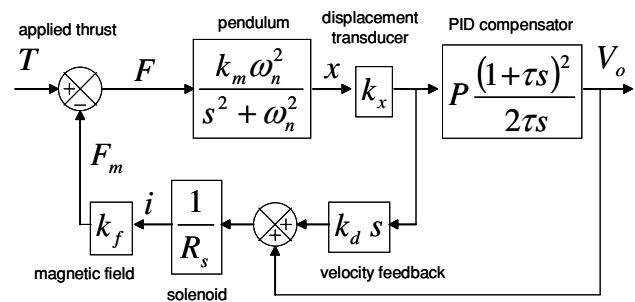 applied thrust
pendulum
displacement
transducer
PID compensator
T
F
k_m ω_n^2
s^2 + ω_n^2
x
k_x
P (1+τs)^2
2τs
V_o
+
−
F_m
k_f
i
1
R_s
+
+
k_d s
magnetic field
solenoid
velocity feedback